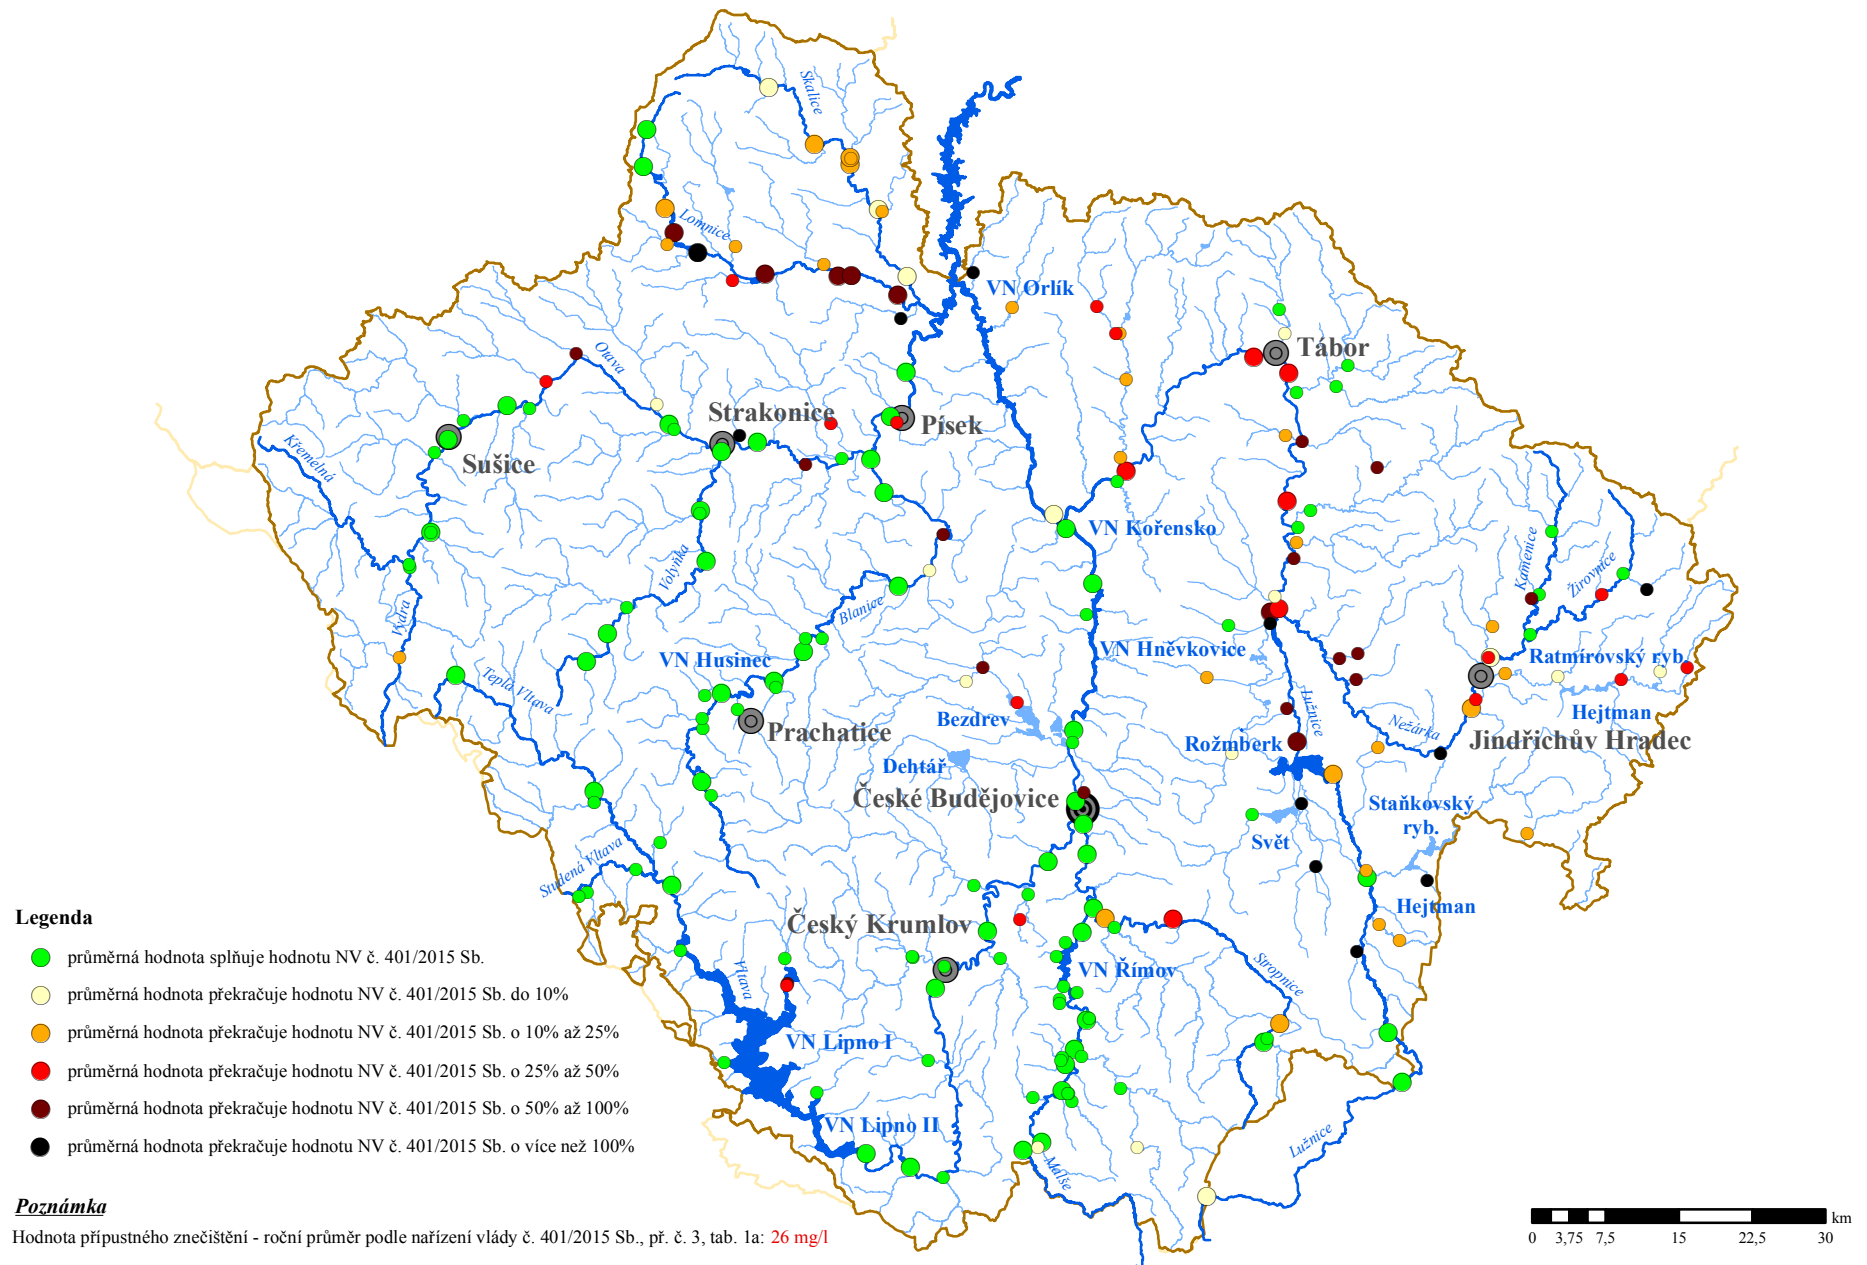 Skalice
Lomnice
VN Orlík
Otava
Tábor
Strakonice
Písek
Křemelná
Sušice
VN Kořensko
Volyňka
Kamenice
Žirovnice
Vydra
Blanice
VN Husinec
VN Hněvkovice
Ratmírovský ryb.
Teplá Vltava
Lužnice
Hejtman
Bezdrev
Nežárka
Prachatice
Rožmberk
Jindřichův Hradec
Dehtář
České Budějovice
Staňkovský
ryb.
Svět
Studená Vltava
Hejtman
Český Krumlov
Vltava
VN Římov
Stropnice
VN Lipno I
VN Lipno II
Malše
Lužnice
Legenda
průměrná hodnota splňuje hodnotu NV č. 401/2015 Sb.
průměrná hodnota překračuje hodnotu NV č. 401/2015 Sb. do 10%
průměrná hodnota překračuje hodnotu NV č. 401/2015 Sb. o 10% až 25%
průměrná hodnota překračuje hodnotu NV č. 401/2015 Sb. o 25% až 50%
průměrná hodnota překračuje hodnotu NV č. 401/2015 Sb. o 50% až 100%
průměrná hodnota překračuje hodnotu NV č. 401/2015 Sb. o více než 100%
Poznámka
Hodnota přípustného znečištění - roční průměr podle nařízení vlády č. 401/2015 Sb., př. č. 3, tab. 1a: 26 mg/l
km
0 3,75 7,5 15 22,5 30